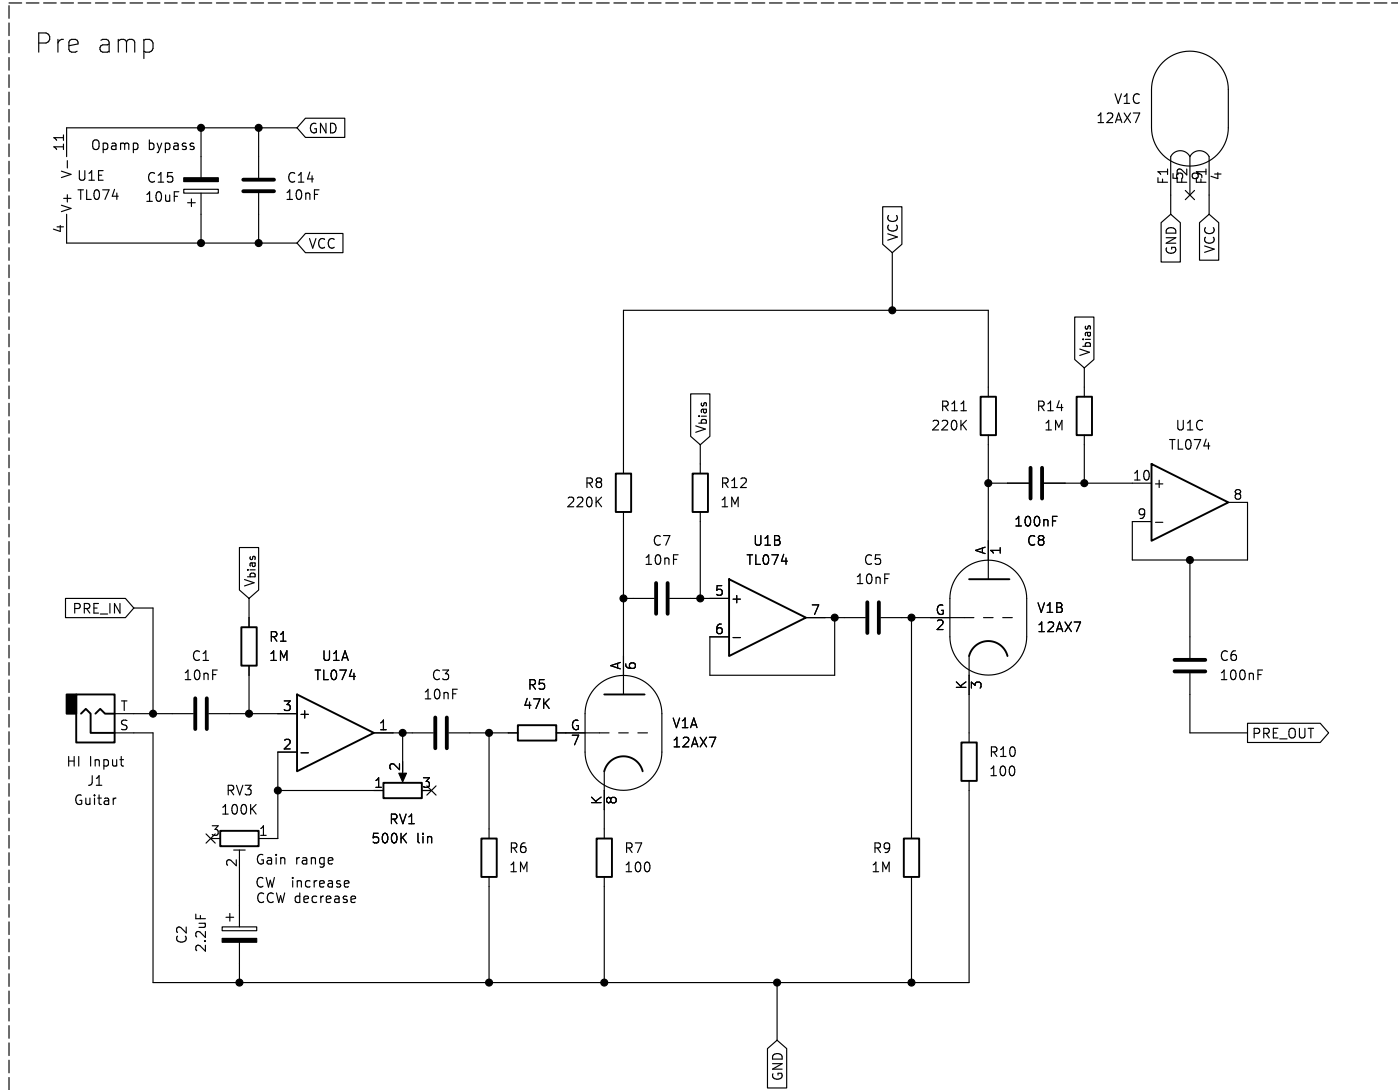 Pre amp
V1C
12AX7
F1
5
F2
9
F1
4
GND
VCC
11
V-
Opamp bypass
GND
U1E
TL074
C15
10uF
+
C14
10nF
V+
4
VCC
VCC
Vbias
R11
220K
R14
1M
U1C
TL074
10
+
9
-
8
100nF
C8
Vbias
R8
220K
R12
1M
C7
10nF
U1B
TL074
5
+
6
-
7
C5
10nF
A
1
G
2
V1B
12AX7
K
3
C6
100nF
PRE_OUT
R10
100
Vbias
PRE_IN
R1
1M
C1
10nF
U1A
TL074
3
+
2
-
1
C3
10nF
R5
47K
A
6
G
7
V1A
12AX7
K
8
T
S
HI Input
J1
Guitar
RV3
100K
3
1
2
1
2
3
RV1
500K lin
Gain range
CW increase
CCW decrease
R6
1M
R7
100
R9
1M
+
C2
2.2uF
GND